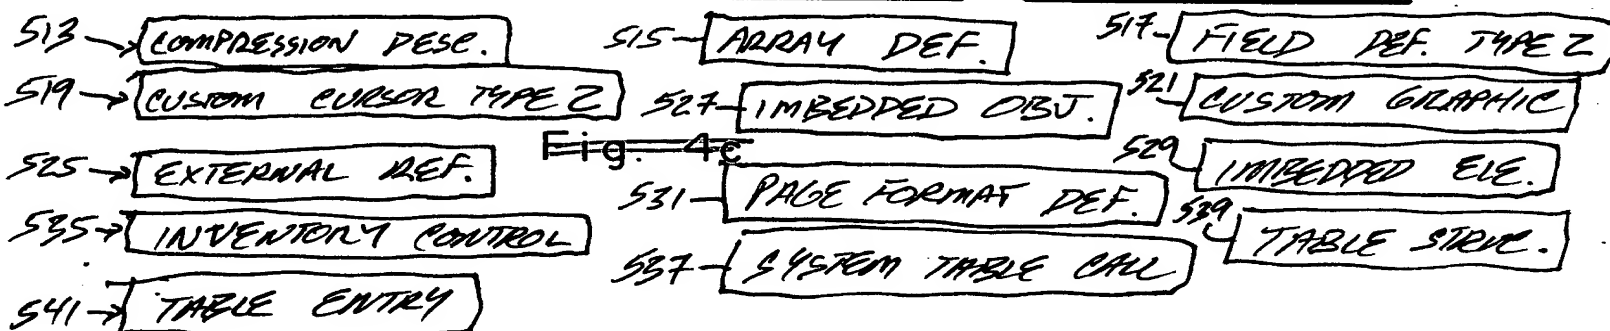 513 COMPRESSION DESC. 515 ARRAY DEF. 517 FIELD DEF. TYPE 2
519 CUSTOM CURSOR TYPE 2 527 IMBEDDED OBJ. 521 CUSTOM GRAPHIC
Fig. 4c
525 EXTERNAL REF. 529 IMBEDDED ELE.
531 PAGE FORMAT DEF.
535 INVENTORY CONTROL 539 TABLE STRUC.
537 SYSTEM TABLE CALL
541 TABLE ENTRY